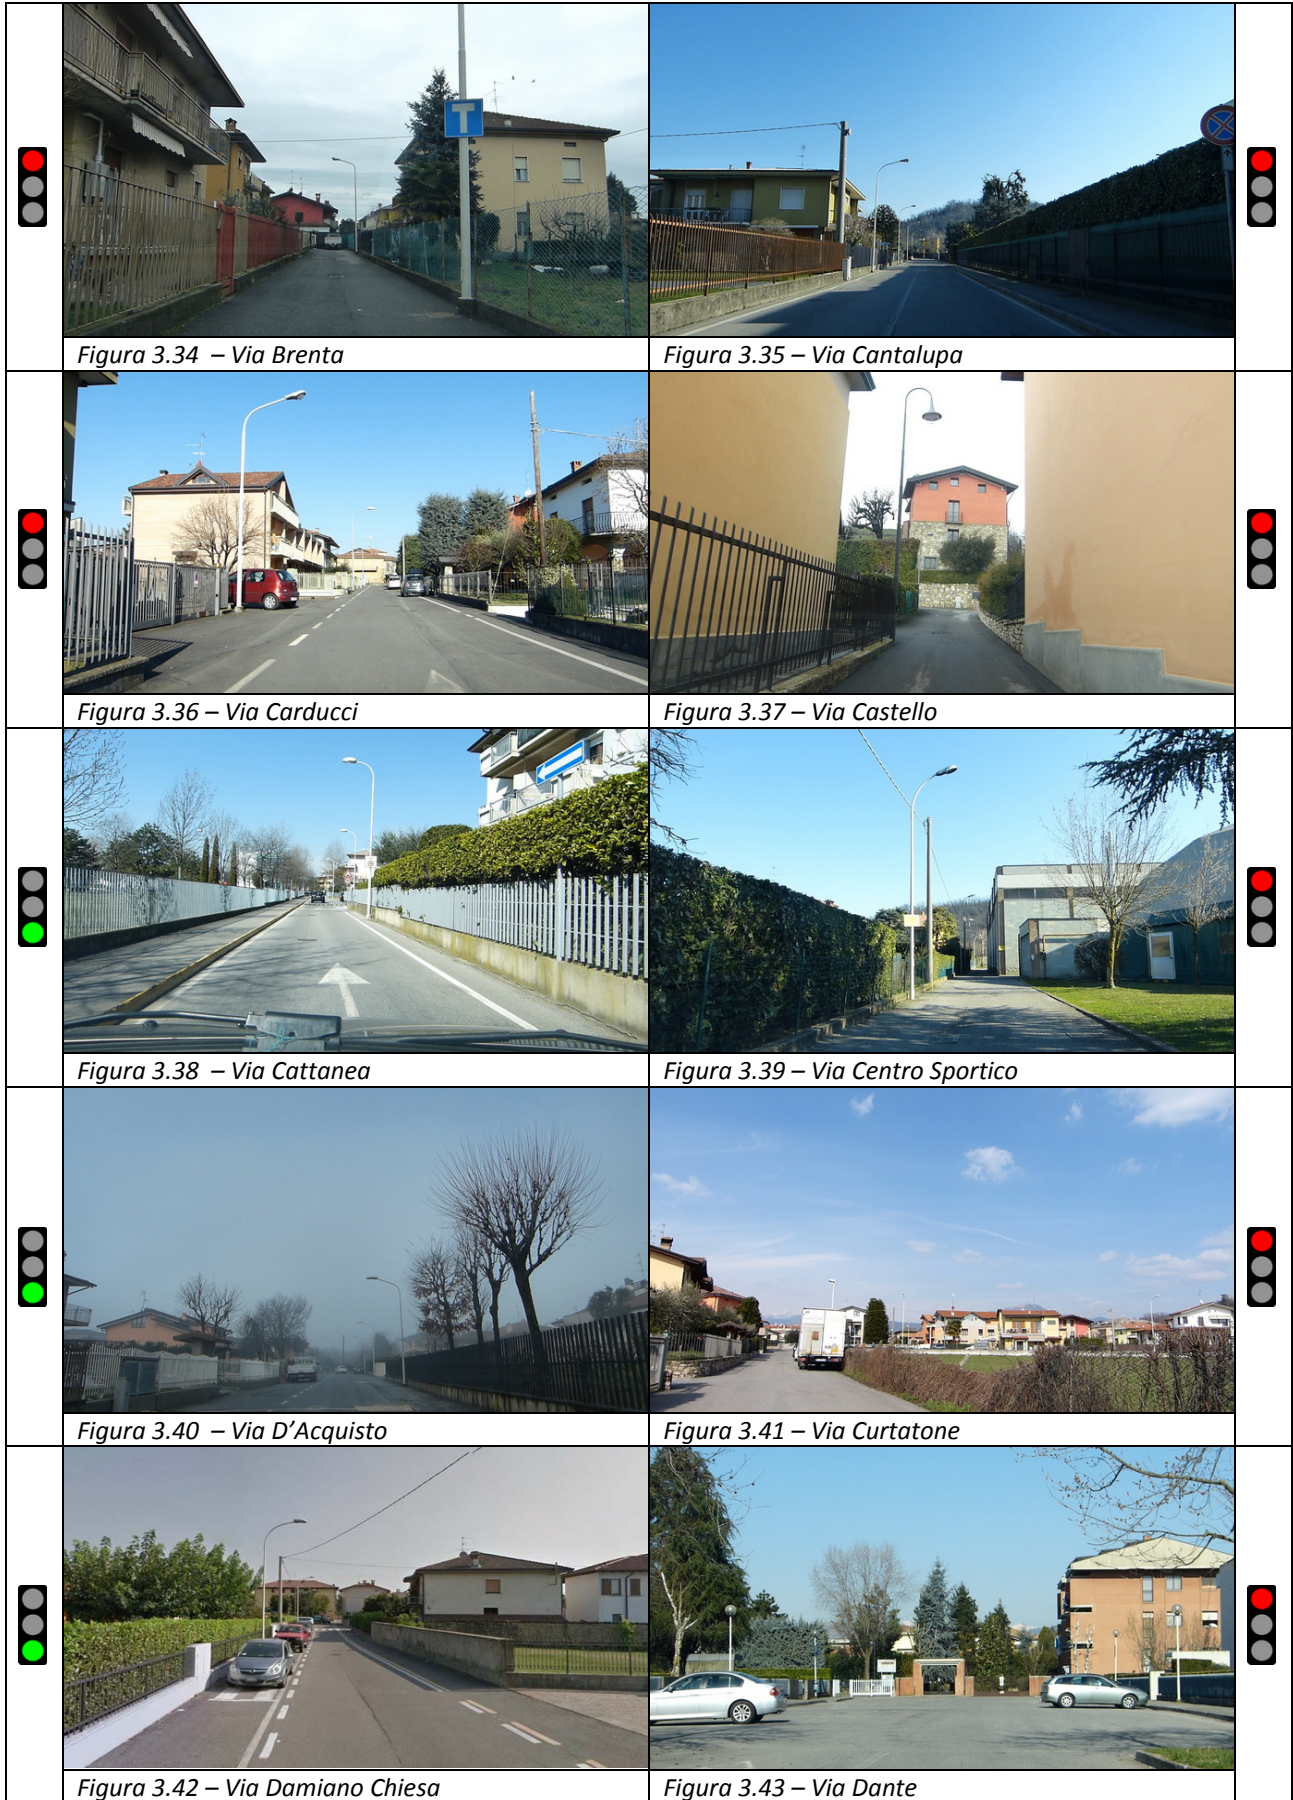 T
Figura 3.34 – Via Brenta
Figura 3.35 – Via Cantalupa
Figura 3.36 – Via Carducci
Figura 3.37 – Via Castello
Figura 3.38 – Via Cattanea
Figura 3.39 – Via Centro Sportico
Figura 3.40 – Via D’Acquisto
Figura 3.41 – Via Curtatone
Figura 3.42 – Via Damiano Chiesa
Figura 3.43 – Via Dante